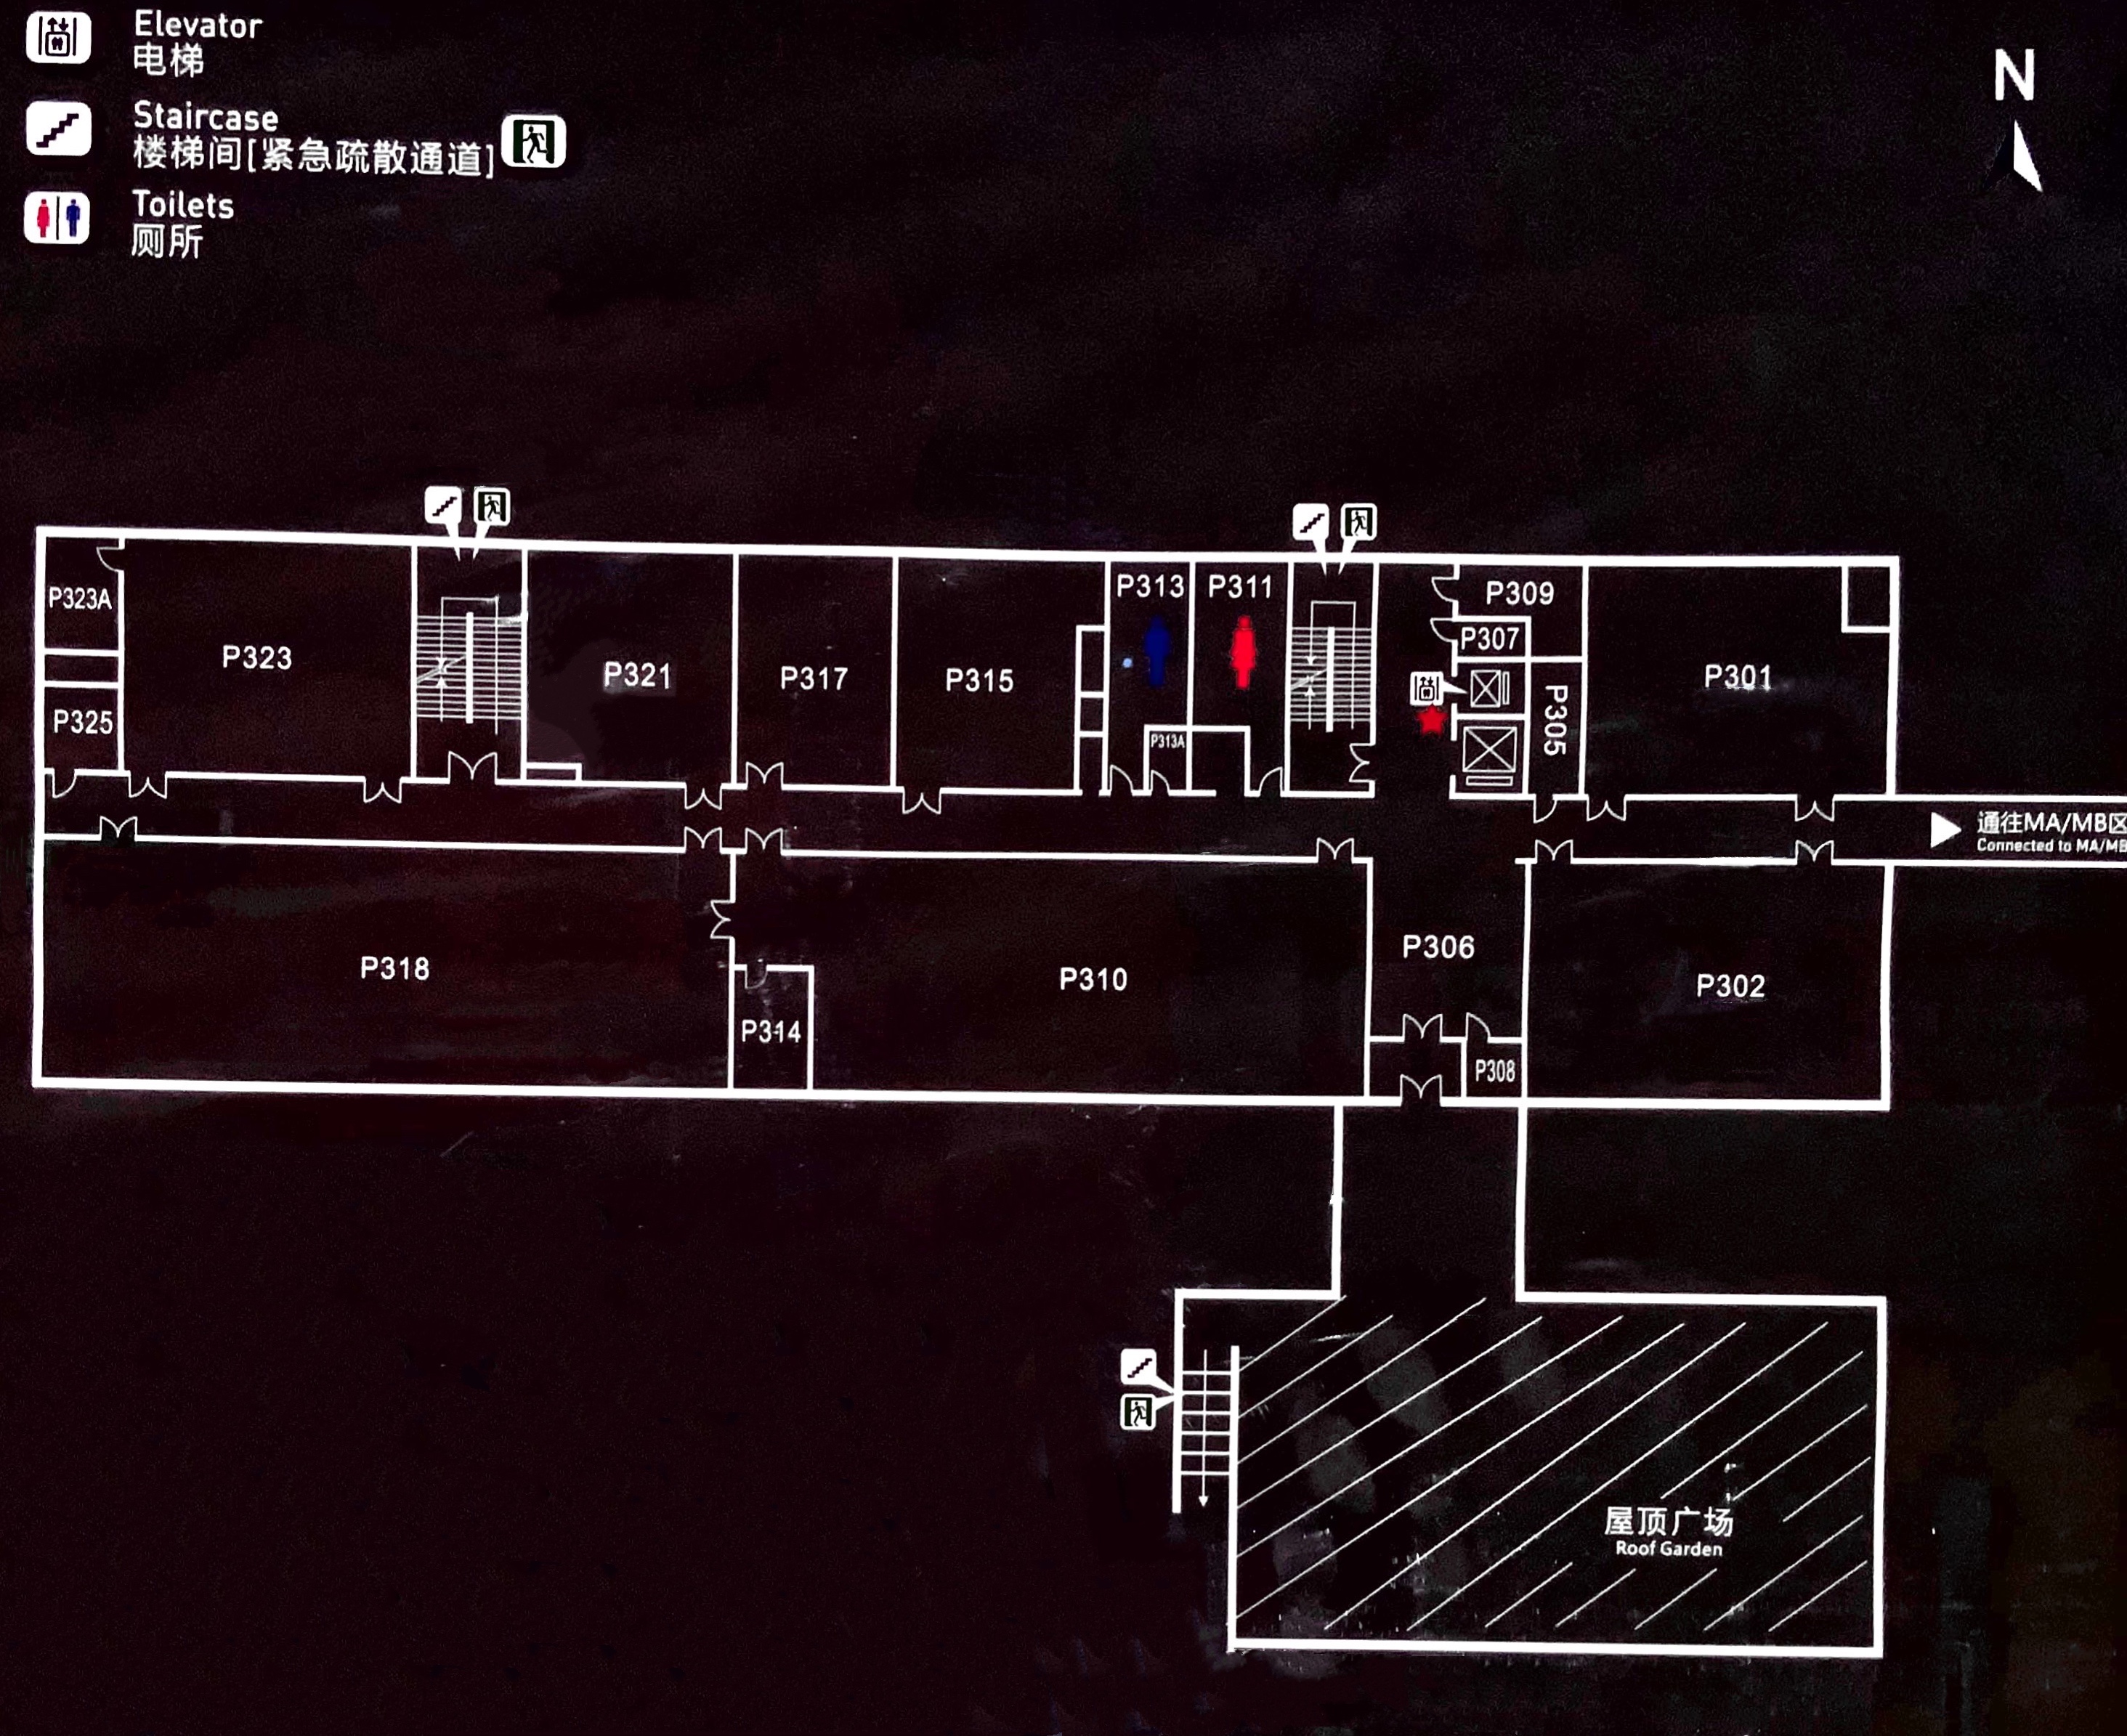 Elevator
电梯
Staircase
楼梯间[紧急疏散通道]
Toilets
厕所
N
P323A
P323
P325
P321
P317
P315
P313
P311
P313A
P309
P307
P305
P301
通往MA/MB区
Connected to MA/MB
P318
P314
P310
P306
P308
P302
屋顶广场
Roof Garden